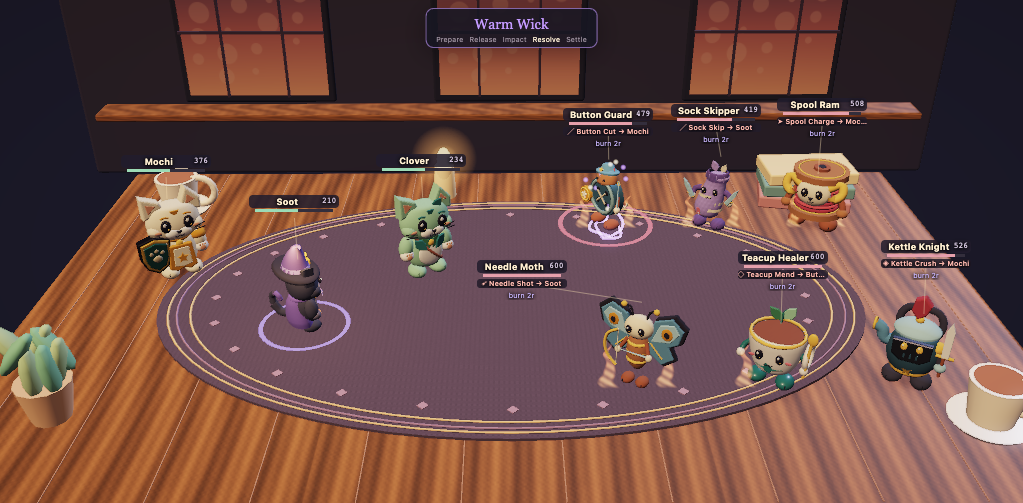 Warm Wick
Prepare Release Impact Resolve Settle
Spool Ram 508
➤ Spool Charge → Moc...
burn 2r
Sock Skipper 419
⟋ Sock Skip → Soot
burn 2r
Button Guard 479
⟋ Button Cut → Mochi
burn 2r
Mochi 376
Clover 234
Soot 210
Kettle Knight 526
◈ Kettle Crush → Mochi
burn 2r
Teacup Healer 600
◇ Teacup Mend → But...
burn 2r
Needle Moth 600
➶ Needle Shot → Soot
burn 2r